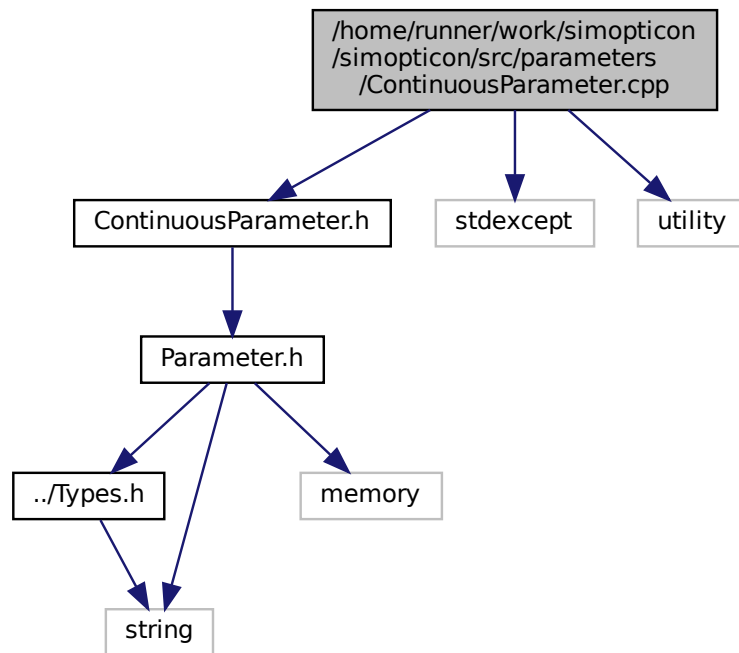 /home/runner/work/simopticon
/simopticon/src/parameters
/ContinuousParameter.cpp
ContinuousParameter.h
stdexcept
utility
Parameter.h
../Types.h
memory
string